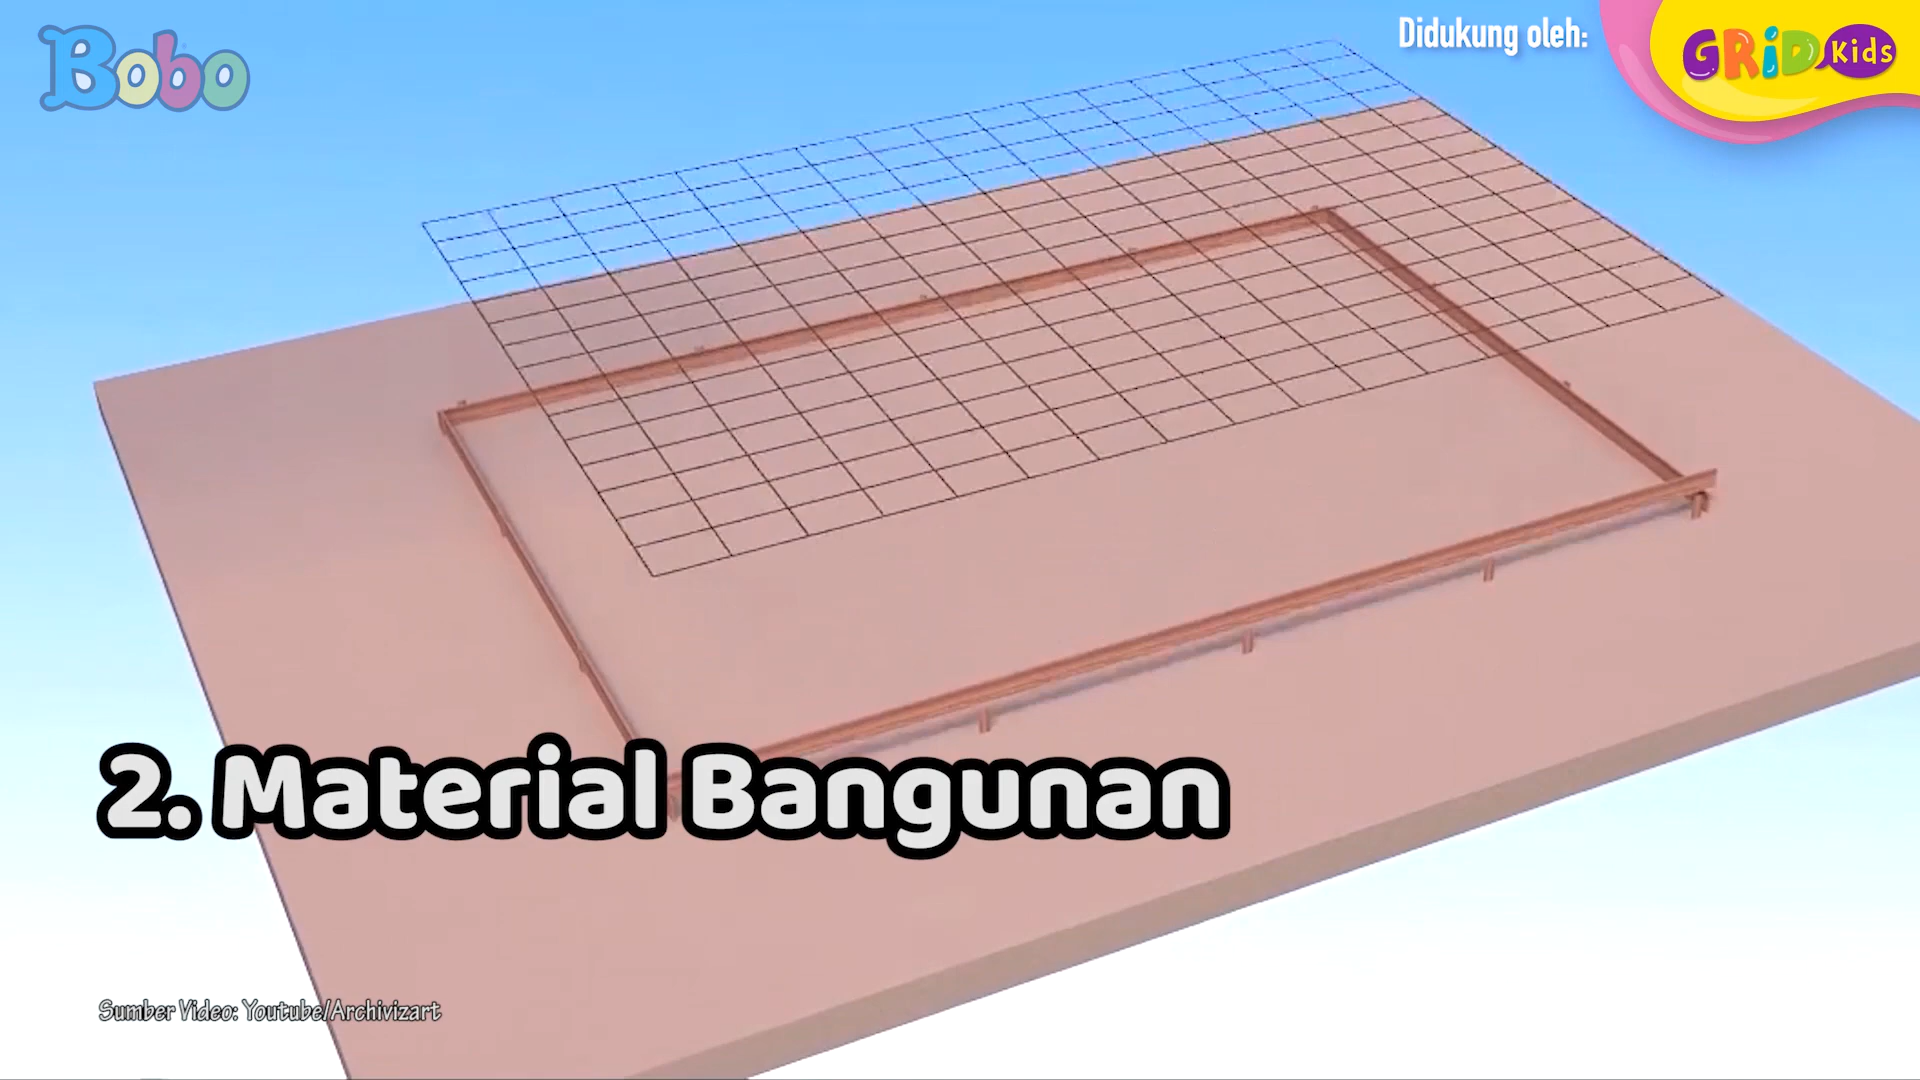 Bobo
Didukung oleh:
GRiD Kids
2. Material Bangunan
Sumber Video: Youtube/Archivizart